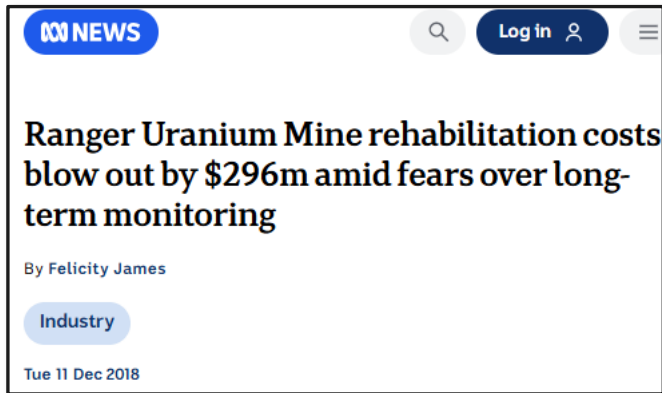 NEWS
Log in
Ranger Uranium Mine rehabilitation costs
blow out by $296m amid fears over long-
term monitoring
By Felicity James
Industry
Tue 11 Dec 2018